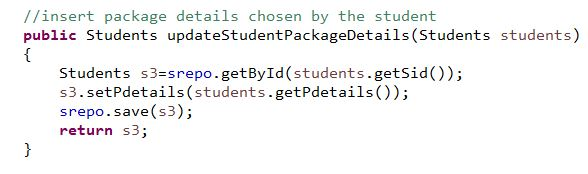 //insert package details chosen by the student
public Students updateStudentPackageDetails(Students students)
{
Students s3=srepo.getById(students.getSid());
s3.setPdetails(students.getPdetails());
srepo.save(s3);
return s3;
}